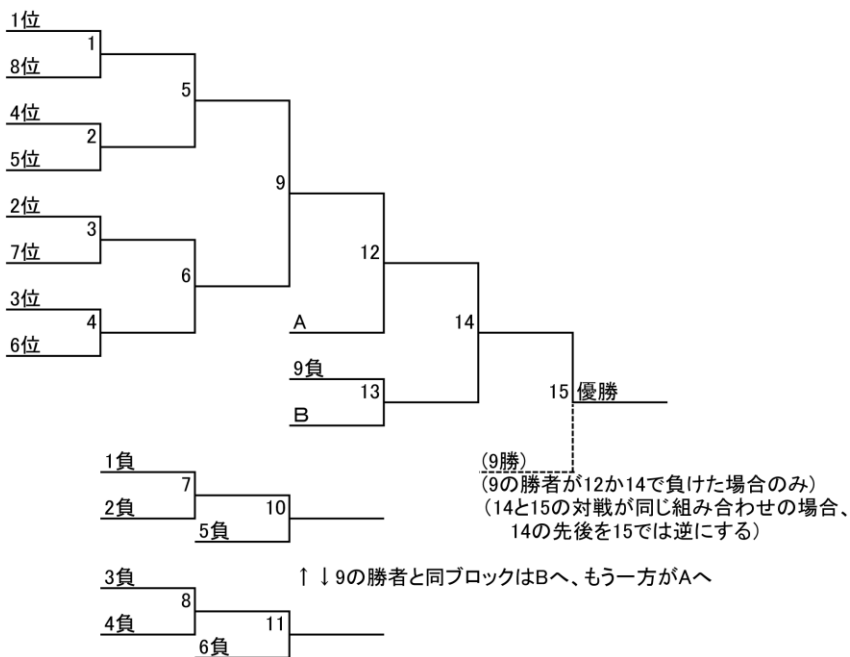 1位
1
8位
5
4位
2
5位
9
2位
3
7位
12
6
3位
4
A
14
6位
9負
13
15 優勝
B
1負
7
(9勝)
2負
10
5負
(9の勝者が12か14で負けた場合のみ)
(14と15の対戦が同じ組み合わせの場合、
14の先後を15では逆にする)
3負
↑ ↓9の勝者と同ブロックはBへ、もう一方がAへ
8
4負
11
6負